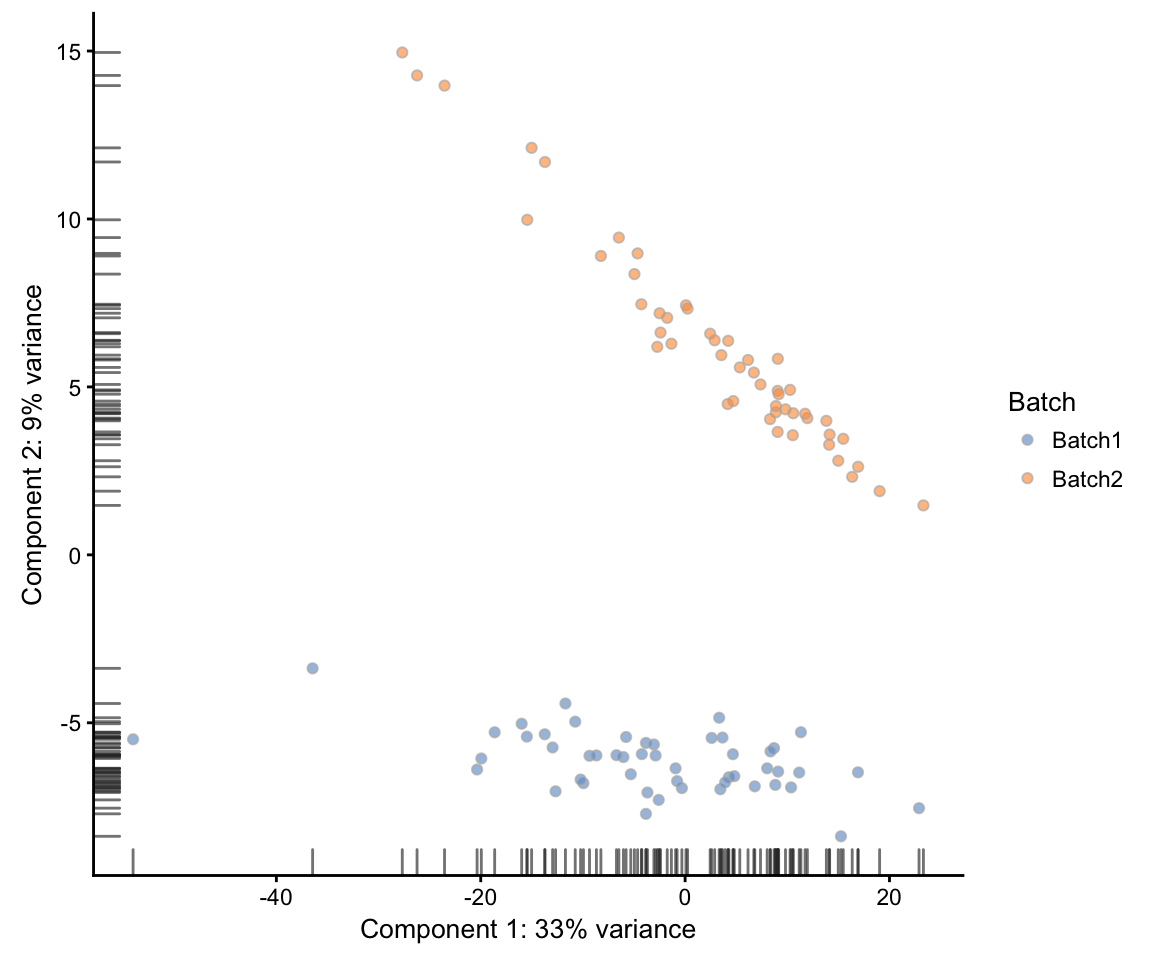 15
10
5
0
-5
-40
-20
0
20
Component 1: 33% variance
Component 2: 9% variance
Batch
Batch1
Batch2